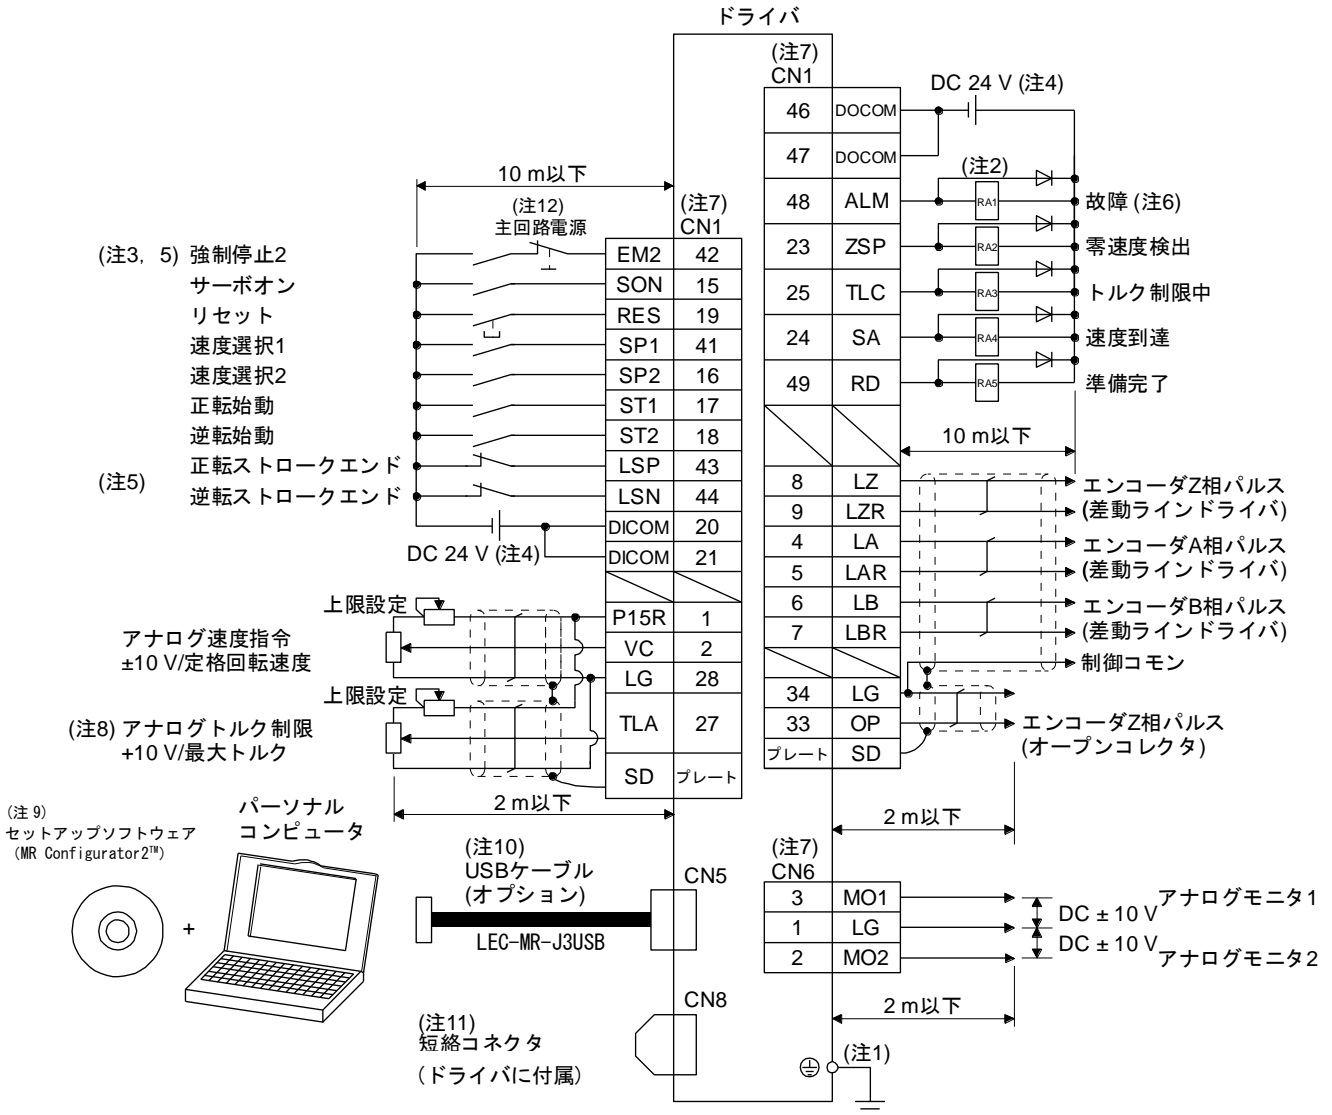 ドライバ
10 m以下
(注12)
主回路電源
(注7)
CN1
(注3, 5) 強制停止2
EM2 42
サーボオン
SON 15
リセット
RES 19
速度選択1
SP1 41
速度選択2
SP2 16
正転始動
ST1 17
逆転始動
ST2 18
正転ストロークエンド
LSP 43
(注5)
逆転ストロークエンド
LSN 44
DICOM 20
DC 24 V (注4)
DICOM 21
上限設定
P15R 1
アナログ速度指令
±10 V/定格回転速度
VC 2
LG 28
上限設定
(注8) アナログトルク制限
+10 V/最大トルク
TLA 27
SD プレート
2 m以下
(注7)
CN1
DC 24 V (注4)
46 DOCOM
47 DOCOM
(注2)
48 ALM RA1 故障 (注6)
23 ZSP RA2 零速度検出
25 TLC RA3 トルク制限中
24 SA RA4 速度到達
49 RD RA5 準備完了
10 m以下
8 LZ エンコーダZ相パルス
9 LZR (差動ラインドライバ)
4 LA エンコーダA相パルス
5 LAR (差動ラインドライバ)
6 LB エンコーダB相パルス
7 LBR (差動ラインドライバ)
制御コモン
34 LG
33 OP エンコーダZ相パルス
(オープンコレクタ)
プレート SD
2 m以下
(注 9)
セットアップソフトウェア
(MR Configurator2™)
+
パーソナル
コンピュータ
(注10)
USBケーブル
(オプション)
LEC-MR-J3USB
CN5
(注11)
短絡コネクタ
(ドライバに付属)
CN8
(注7)
CN6
3 MO1 アナログモニタ1
DC ± 10 V
1 LG
DC ± 10 V
2 MO2 アナログモニタ2
2 m以下
(注1)